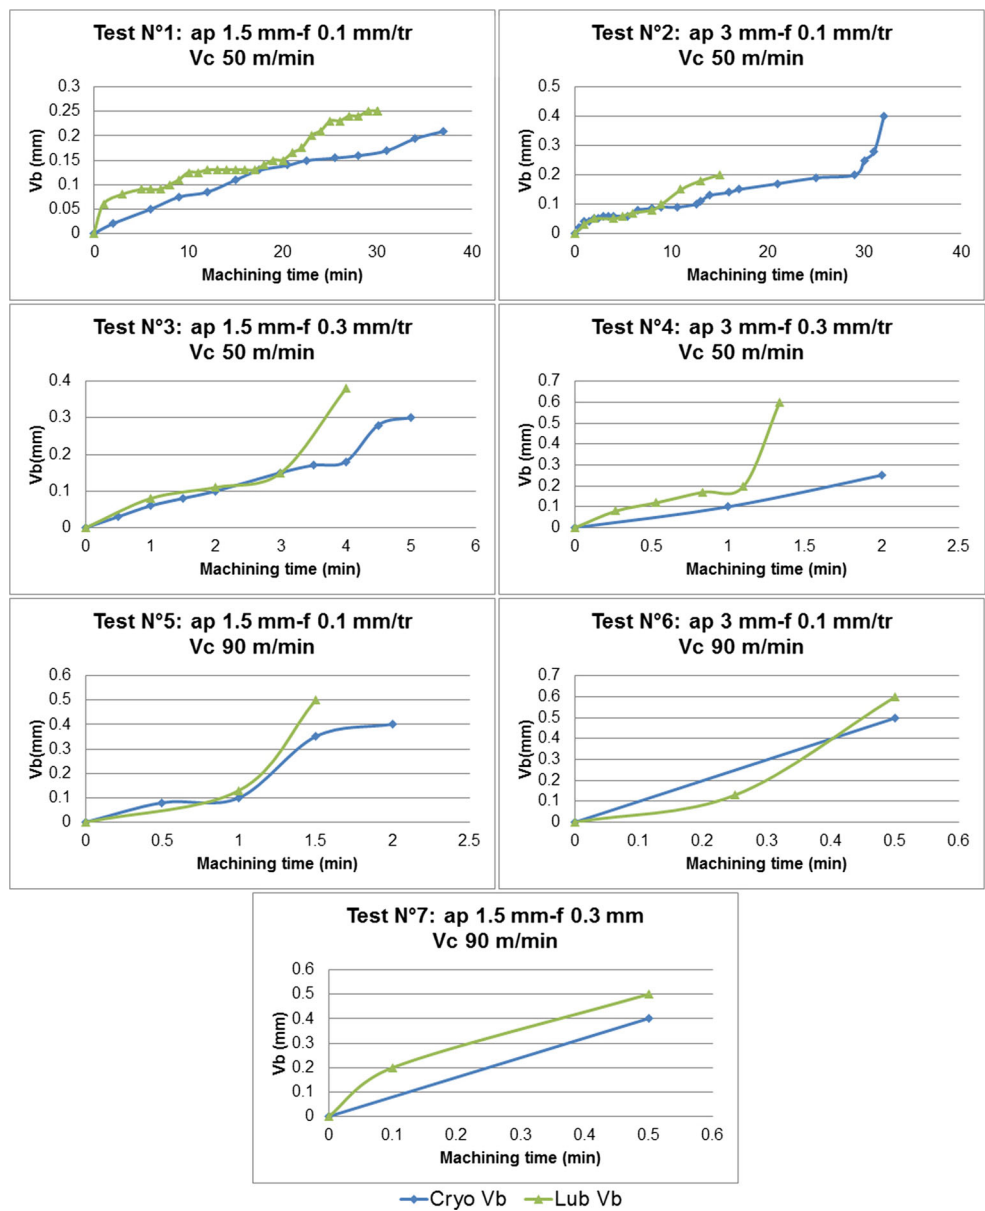 Test N°1: ap 1.5 mm-f 0.1 mm/tr
Vc 50 m/min
Vb (mm)
0.3
0.25
0.2
0.15
0.1
0.05
0
0 10 20 30 40
Machining time (min)
Test N°2: ap 3 mm-f 0.1 mm/tr
Vc 50 m/min
Vb (mm)
0.5
0.4
0.3
0.2
0.1
0
0 10 20 30 40
Machining time (min)
Test N°3: ap 1.5 mm-f 0.3 mm/tr
Vc 50 m/min
Vb(mm)
0.4
0.3
0.2
0.1
0
0 1 2 3 4 5 6
Machining time (min)
Test N°4: ap 3 mm-f 0.3 mm/tr
Vc 50 m/min
Vb (mm)
0.7
0.6
0.5
0.4
0.3
0.2
0.1
0
0 0.5 1 1.5 2 2.5
Machining time (min)
Test N°5: ap 1.5 mm-f 0.1 mm/tr
Vc 90 m/min
Vb(mm)
0.6
0.5
0.4
0.3
0.2
0.1
0
0 0.5 1 1.5 2 2.5
Machining time (min)
Test N°6: ap 3 mm-f 0.1 mm/tr
Vc 90 m/min
Vb(mm)
0.7
0.6
0.5
0.4
0.3
0.2
0.1
0
0 0.1 0.2 0.3 0.4 0.5 0.6
Machining time (min)
Test N°7: ap 1.5 mm-f 0.3 mm
Vc 90 m/min
Vb (mm)
0.6
0.5
0.4
0.3
0.2
0.1
0
0 0.1 0.2 0.3 0.4 0.5 0.6
Machining time (min)
Cryo Vb Lub Vb